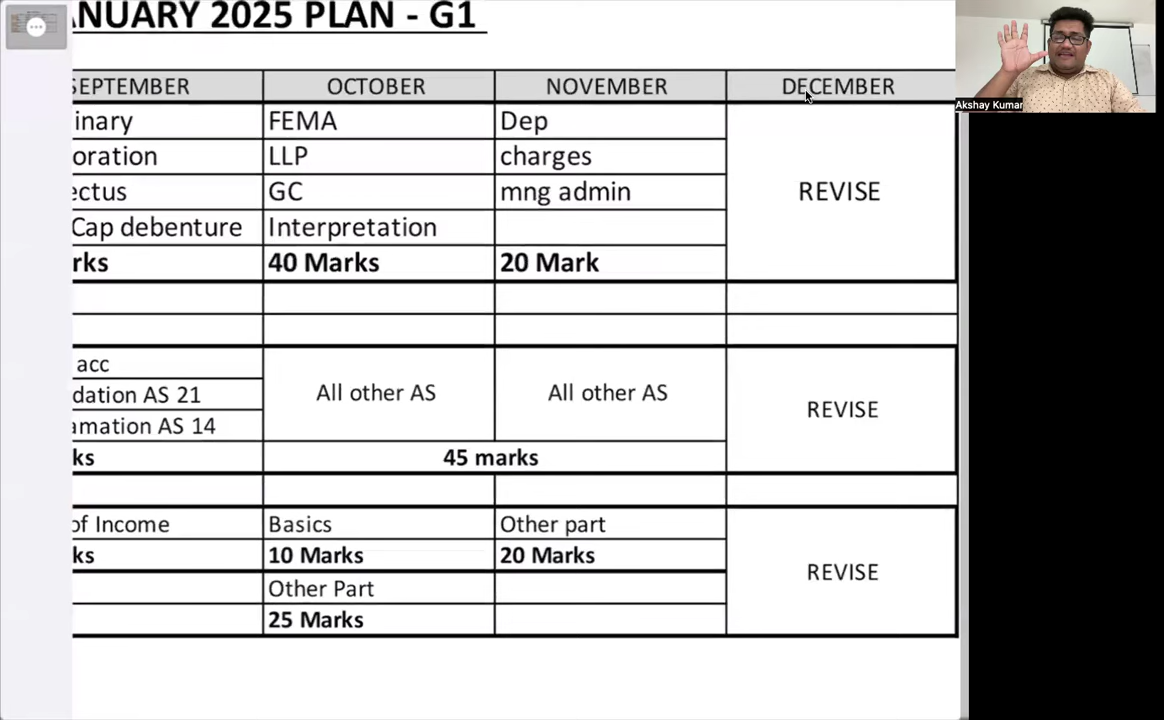 ANUARY 2025 PLAN - G1
SEPTEMBER OCTOBER NOVEMBER DECEMBER
inary FEMA Dep
oration LLP charges
ectus GC mng admin REVISE
Cap debenture Interpretation
rks 40 Marks 20 Mark
acc
dation AS 21 All other AS All other AS REVISE
amation AS 14
ks 45 marks
of Income Basics Other part
ks 10 Marks 20 Marks REVISE
Other Part
25 Marks
Akshay Kumar